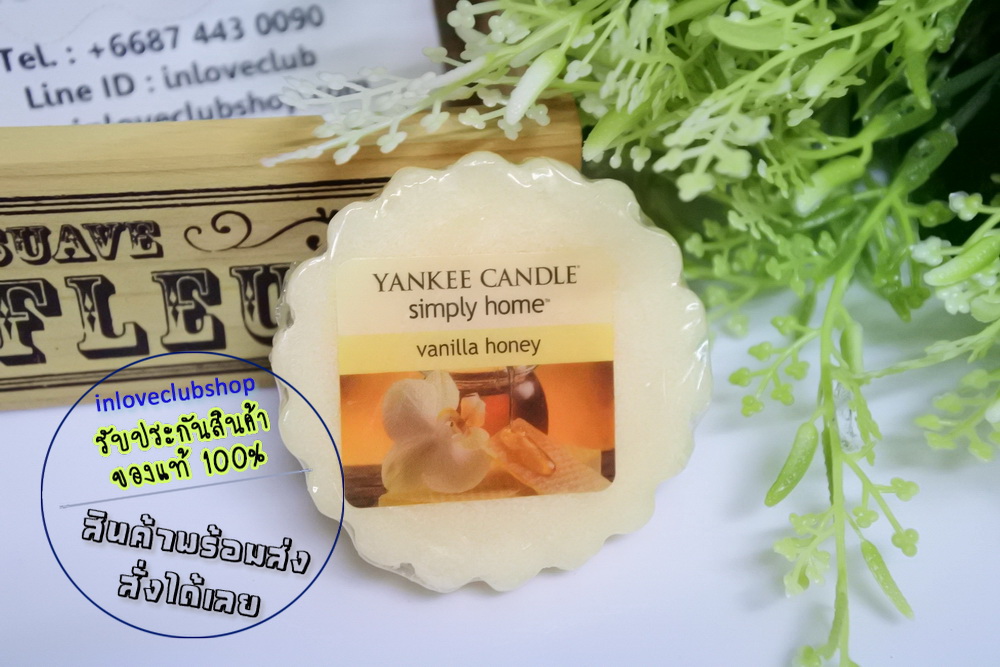 Tel. : +6687 443 0090
Line ID : inloveclub
inloveclubshop
SUAVE
FLEU
YANKEE CANDLE
simply home™
vanilla honey
inloveclubshop
รับประกันสินค้า
ของแท้ 100%
สินค้าพร้อมส่ง
สั่งได้เลย